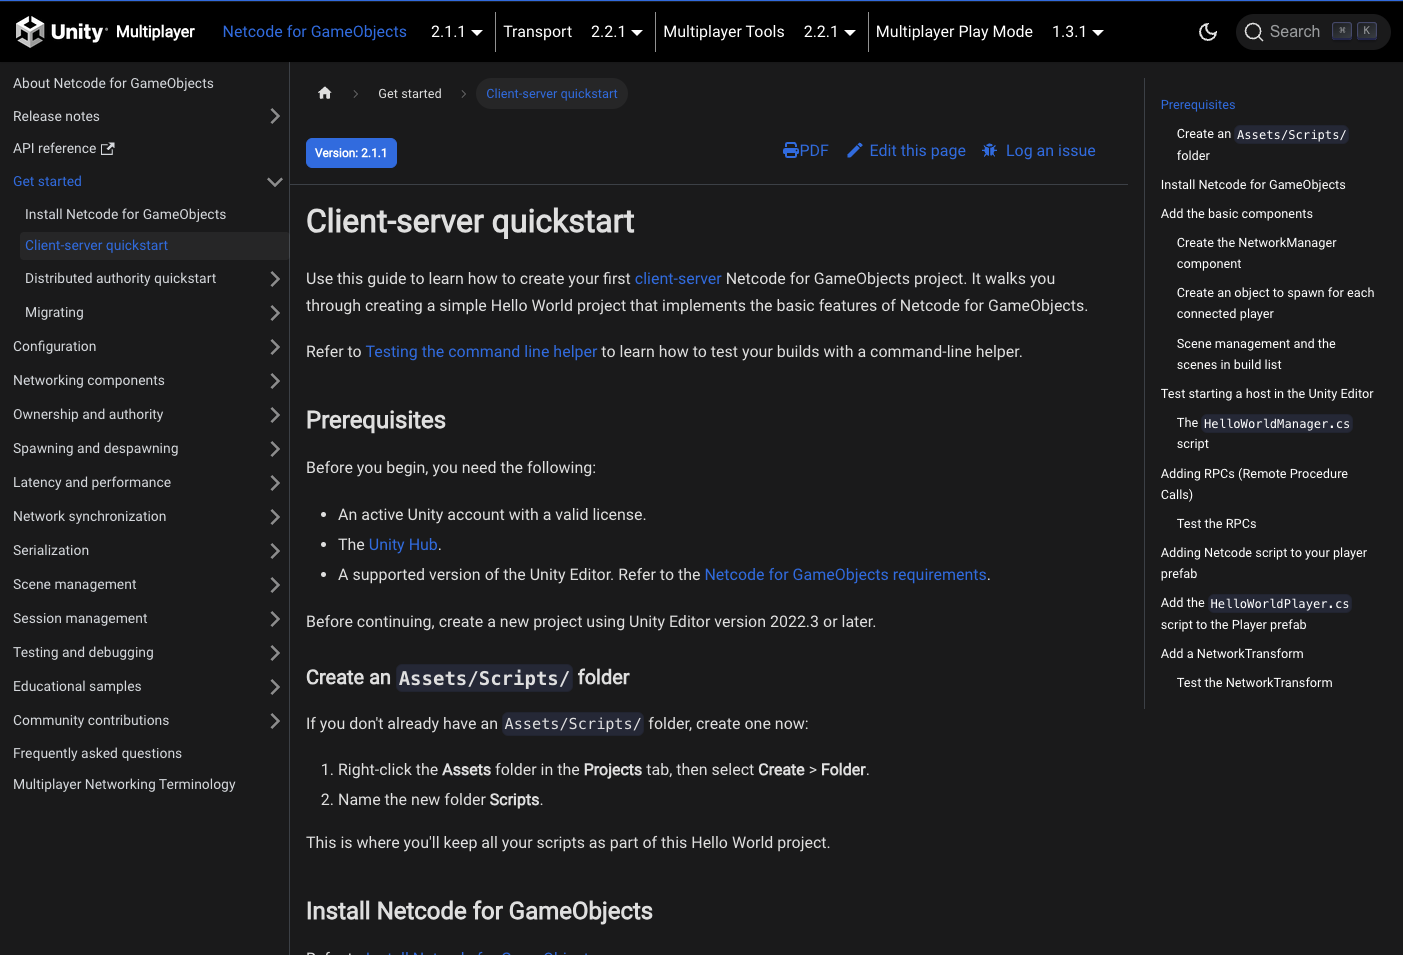 Unity Multiplayer Netcode for GameObjects 2.1.1 Transport 2.2.1 Multiplayer Tools 2.2.1 Multiplayer Play Mode 1.3.1 Search ⌘ K
About Netcode for GameObjects
Release notes
API reference
Get started
Install Netcode for GameObjects
Client-server quickstart
Distributed authority quickstart
Migrating
Configuration
Networking components
Ownership and authority
Spawning and despawning
Latency and performance
Network synchronization
Serialization
Scene management
Session management
Testing and debugging
Educational samples
Community contributions
Frequently asked questions
Multiplayer Networking Terminology
Get started Client-server quickstart
Version: 2.1.1
PDF Edit this page Log an issue
Client-server quickstart
Use this guide to learn how to create your first client-server Netcode for GameObjects project. It walks you
through creating a simple Hello World project that implements the basic features of Netcode for GameObjects.
Refer to Testing the command line helper to learn how to test your builds with a command-line helper.
Prerequisites
Before you begin, you need the following:
• An active Unity account with a valid license.
• The Unity Hub.
• A supported version of the Unity Editor. Refer to the Netcode for GameObjects requirements.
Before continuing, create a new project using Unity Editor version 2022.3 or later.
Create an Assets/Scripts/ folder
If you don't already have an Assets/Scripts/ folder, create one now:
1. Right-click the Assets folder in the Projects tab, then select Create > Folder.
2. Name the new folder Scripts.
This is where you'll keep all your scripts as part of this Hello World project.
Install Netcode for GameObjects
Refer to Install Netcode for GameObjects
Prerequisites
Create an Assets/Scripts/
folder
Install Netcode for GameObjects
Add the basic components
Create the NetworkManager
component
Create an object to spawn for each
connected player
Scene management and the
scenes in build list
Test starting a host in the Unity Editor
The HelloWorldManager.cs
script
Adding RPCs (Remote Procedure
Calls)
Test the RPCs
Adding Netcode script to your player
prefab
Add the HelloWorldPlayer.cs
script to the Player prefab
Add a NetworkTransform
Test the NetworkTransform